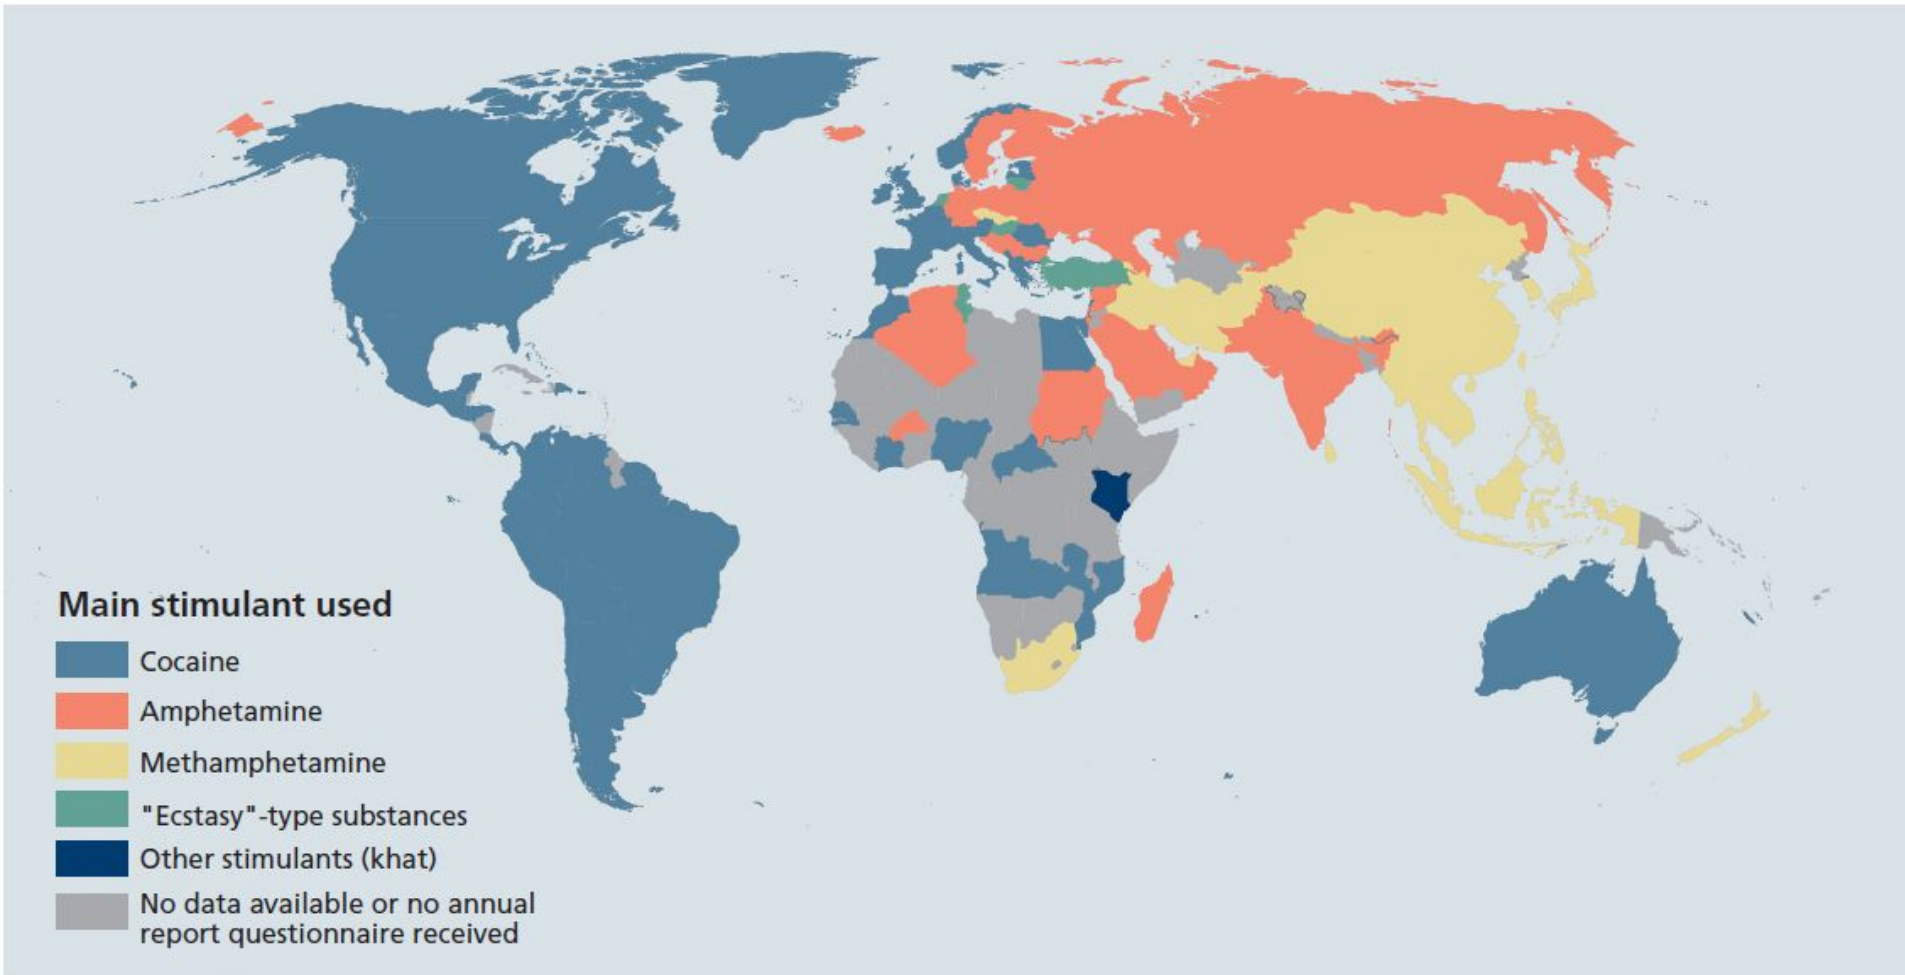 Main stimulant used
Cocaine
Amphetamine
Methamphetamine
"Ecstasy"-type substances
Other stimulants (khat)
No data available or no annual
report questionnaire received